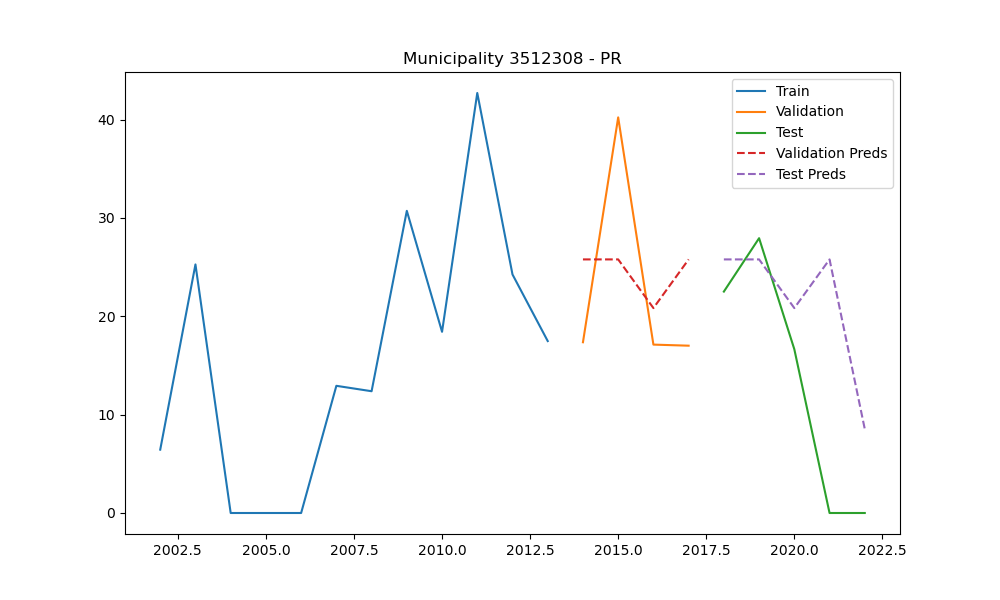 Municipality 3512308 - PR
Train
Validation
Test
Validation Preds
Test Preds
40
30
20
10
0
2002.5 2005.0 2007.5 2010.0 2012.5 2015.0 2017.5 2020.0 2022.5